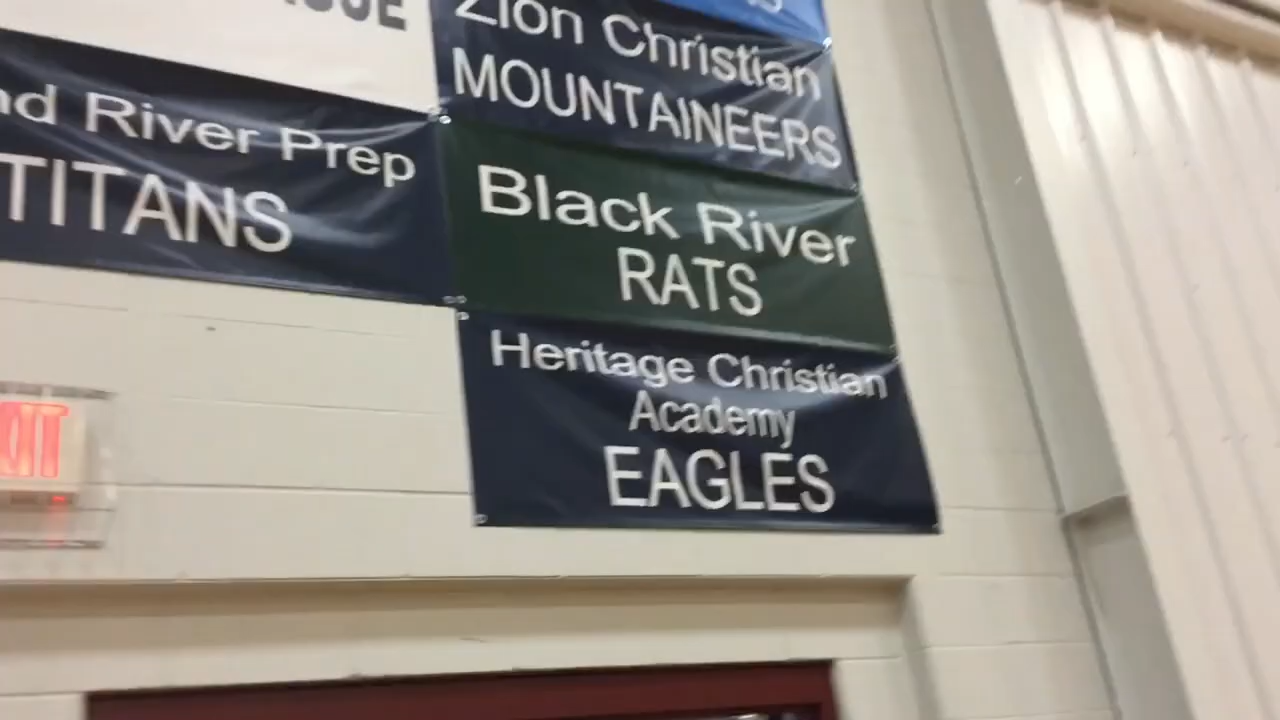 River Prep
TITANS
Zion Christian
MOUNTAINEERS
Black River
RATS
Heritage Christian
Academy
EAGLES